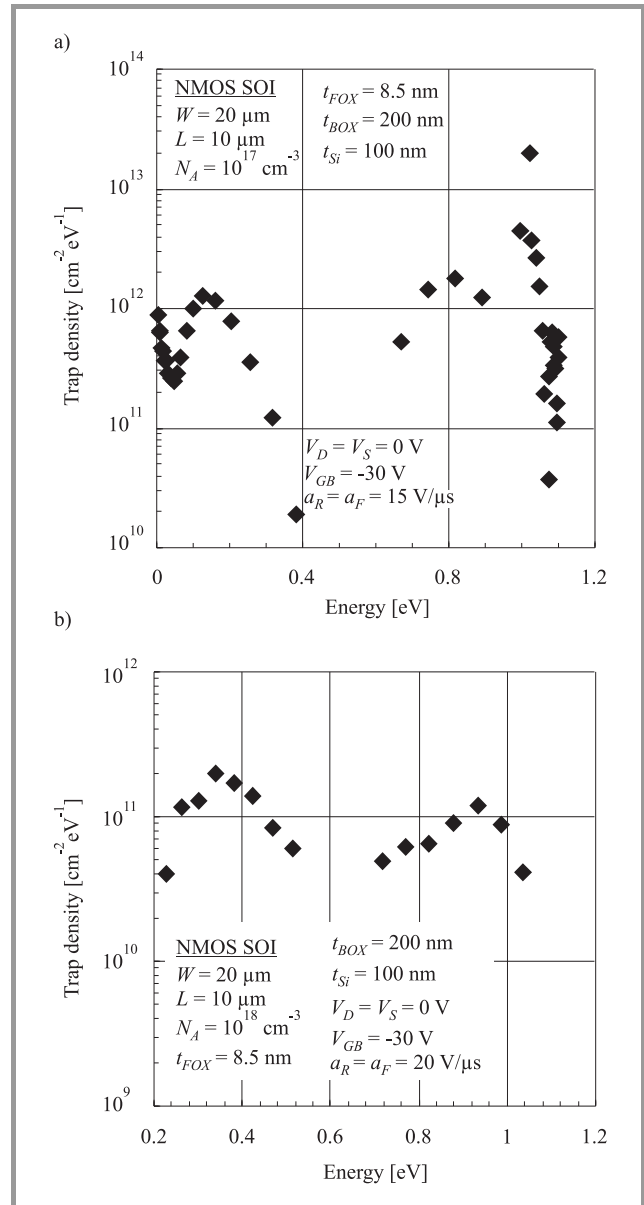 a)
10^14
10^13
10^12
10^11
10^10
Trap density [cm^-2 eV^-1]
NMOS SOI
W = 20 µm
L = 10 µm
N_A = 10^17 cm^-3
t_FOX = 8.5 nm
t_BOX = 200 nm
t_Si = 100 nm
V_D = V_S = 0 V
V_GB = -30 V
a_R = a_F = 15 V/µs
0 0.4 0.8 1.2
Energy [eV]
b)
10^12
10^11
10^10
10^9
Trap density [cm^-2 eV^-1]
NMOS SOI
W = 20 µm
L = 10 µm
N_A = 10^18 cm^-3
t_FOX = 8.5 nm
t_BOX = 200 nm
t_Si = 100 nm
V_D = V_S = 0 V
V_GB = -30 V
a_R = a_F = 20 V/µs
0.2 0.4 0.6 0.8 1 1.2
Energy [eV]